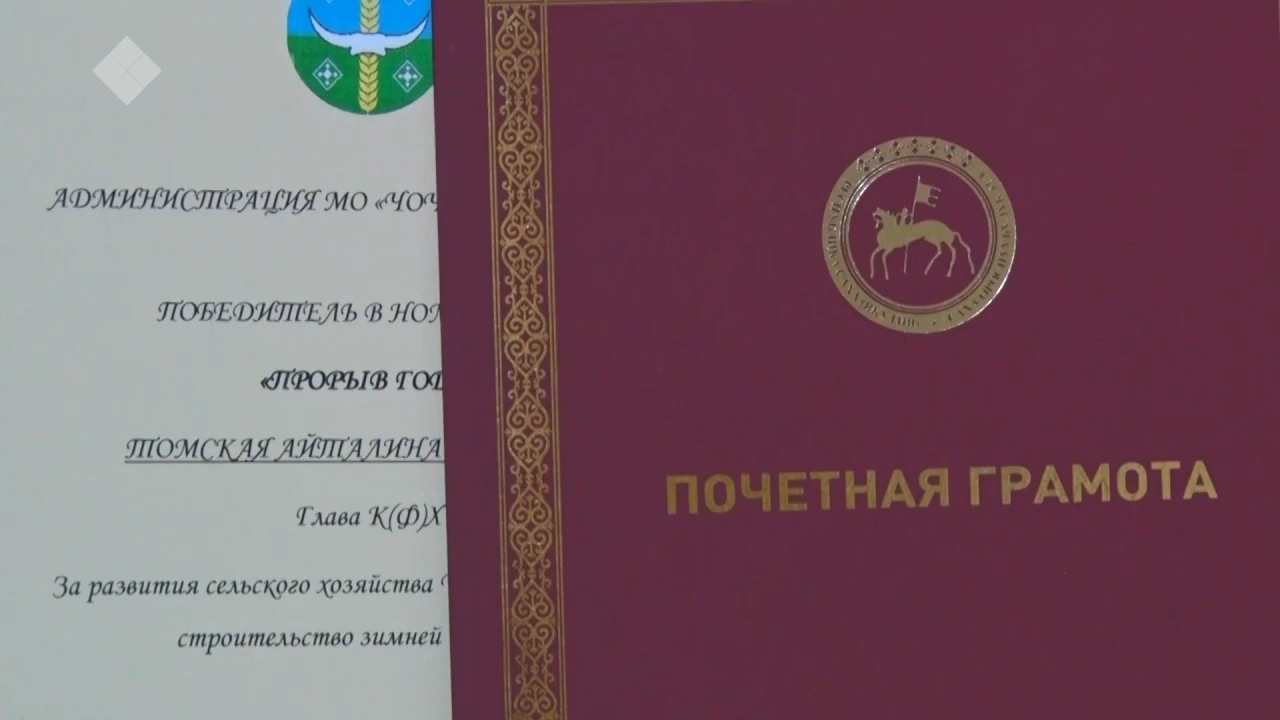 АДМИНИСТРАЦИЯ МО «ЧОЧ
ПОБЕДИТЕЛЬ В НОМ
«ПРОРЫВ ГОД
ТОМСКАЯ АЙТАЛИНА
Глава К(Ф)Х
За развития сельского хозяйства
строительство зимней
ПОЧЕТНАЯ ГРАМОТА